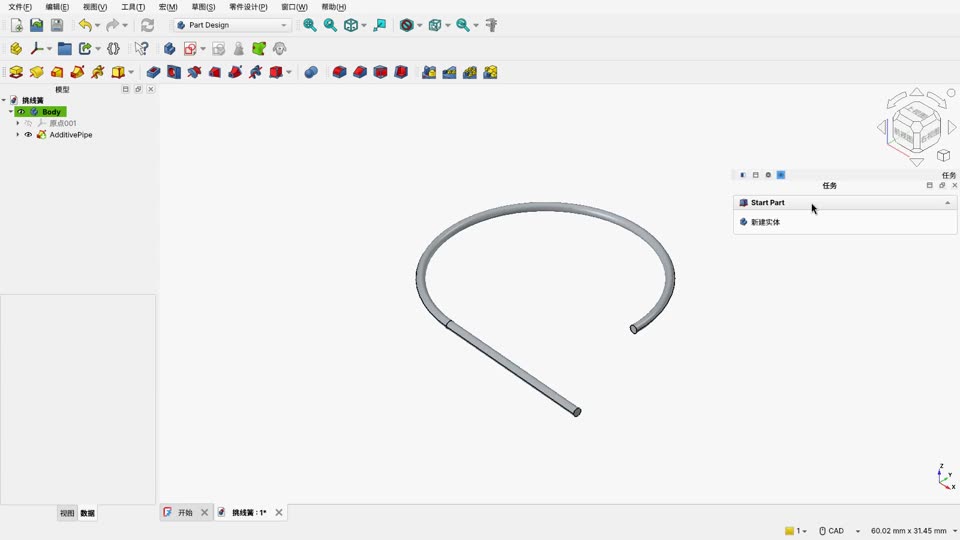 文件(F) 编辑(E) 视图(V) 工具(T) 宏(M) 草图(S) 零件设计(P) 窗口(W) 帮助(H)
Part Design
模型
挑线簧
Body
原点001
AdditivePipe
任务
任务
Start Part
新建实体
Z
Y
X
视图 数据
开始 挑线簧 : 1*
1 CAD 60.02 mm x 31.45 mm